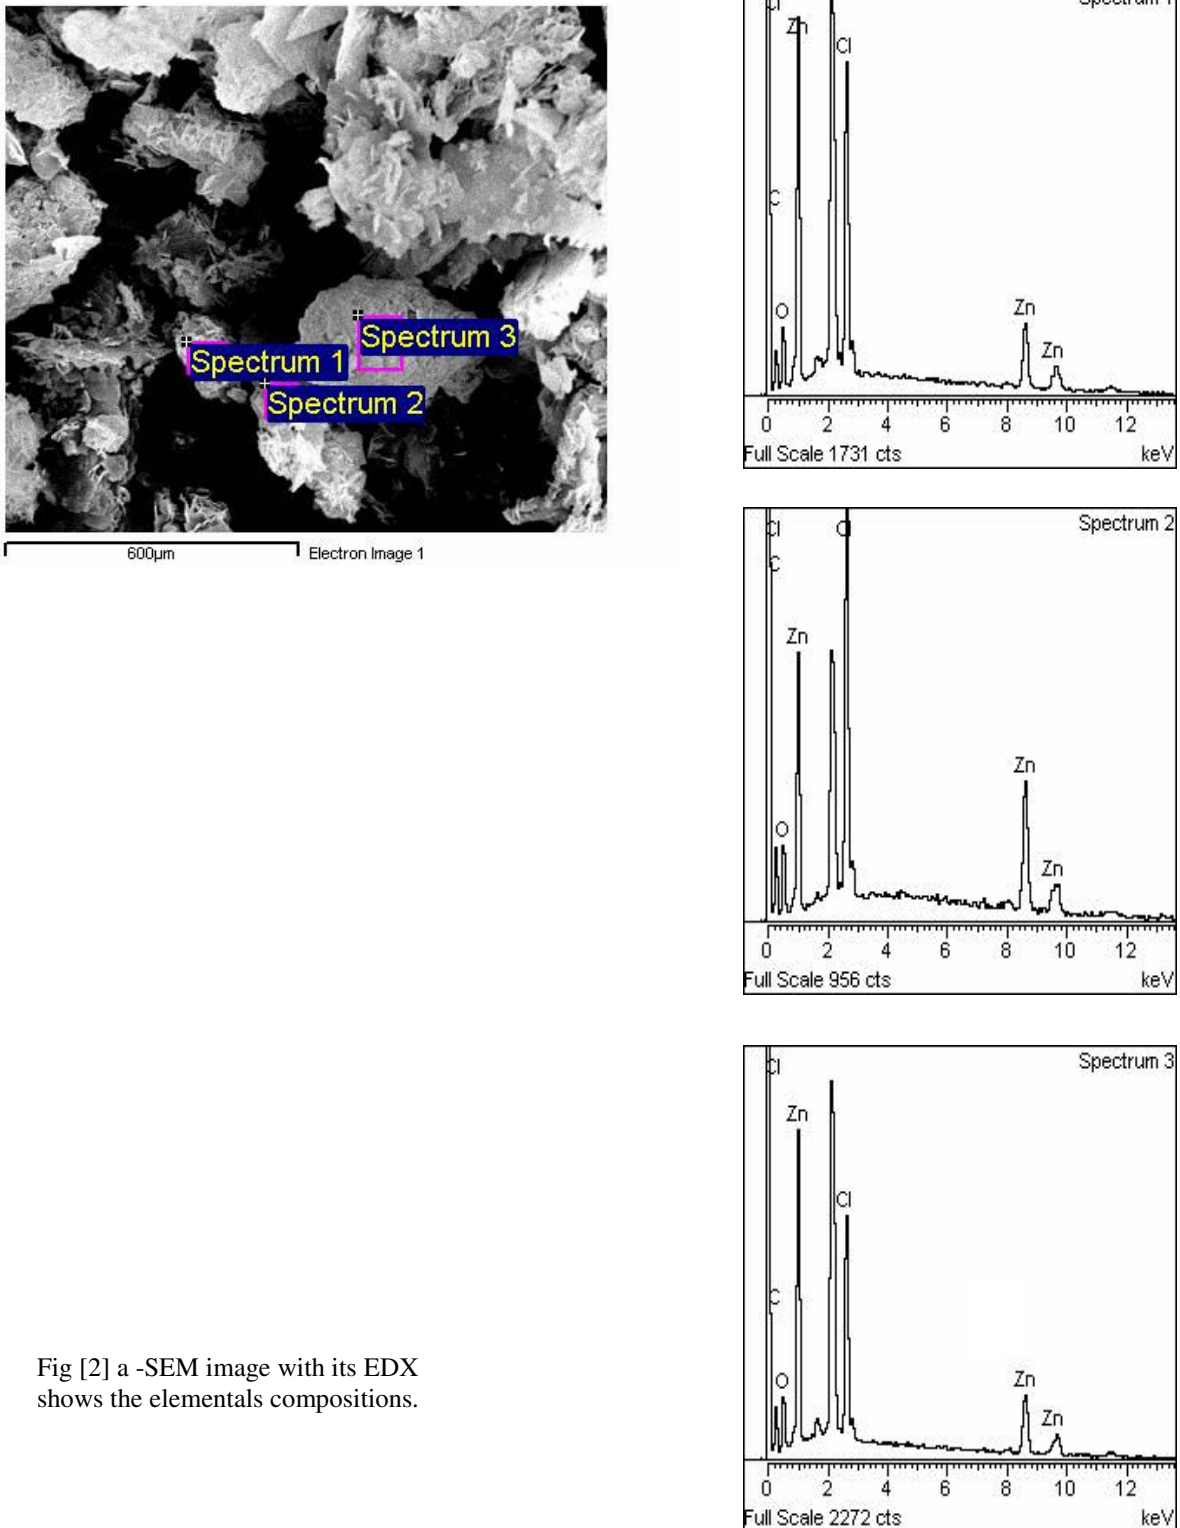 Spectrum 3
Spectrum 1
Spectrum 2
600µm
Electron Image 1
Spectrum 1
Cl
Zn
Cl
C
O
Zn
Zn
0 2 4 6 8 10 12
Full Scale 1731 cts keV
Spectrum 2
Cl
Cl
C
Zn
Zn
O
Zn
0 2 4 6 8 10 12
Full Scale 956 cts keV
Spectrum 3
Cl
Zn
Cl
C
O
Zn
Zn
0 2 4 6 8 10 12
Full Scale 2272 cts keV
Fig [2] a -SEM image with its EDX
shows the elementals compositions.